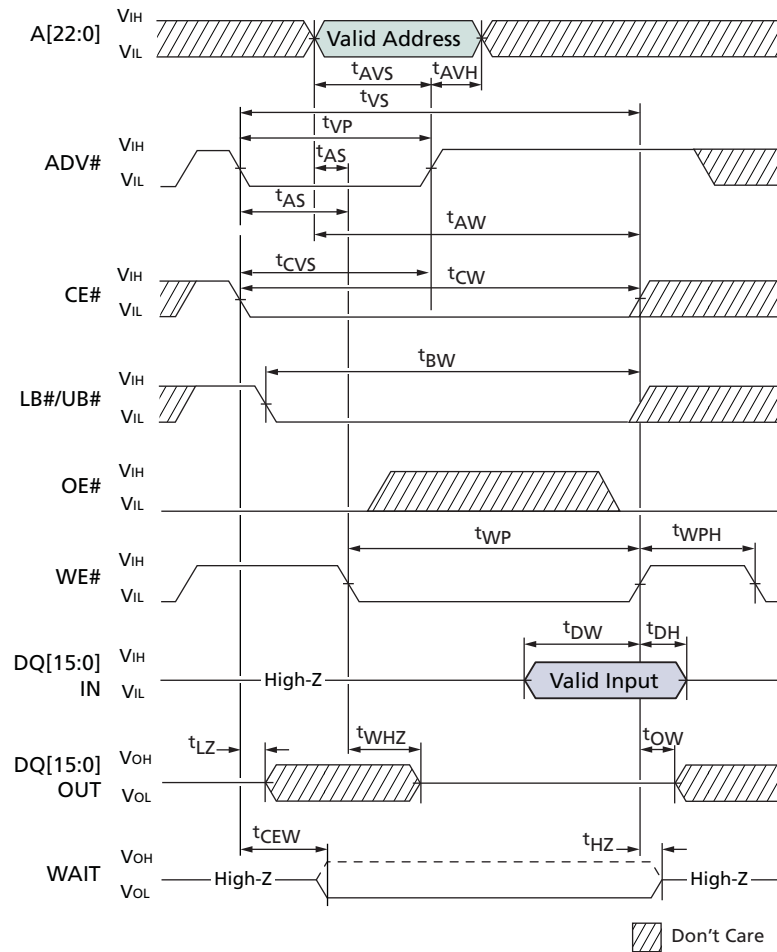 A[22:0]
VIH
VIL
Valid Address
tAVS
tAVH
tVS
tVP
ADV#
VIH
VIL
tAS
tAS
tAW
tCVS
tCW
CE#
VIH
VIL
tBW
LB#/UB#
VIH
VIL
OE#
VIH
VIL
tWP
tWPH
WE#
VIH
VIL
tDW
tDH
DQ[15:0]
IN
VIH
VIL
High-Z
Valid Input
tLZ
tWHZ
tOW
DQ[15:0]
OUT
VOH
VOL
tCEW
tHZ
WAIT
VOH
VOL
High-Z
High-Z
Don't Care